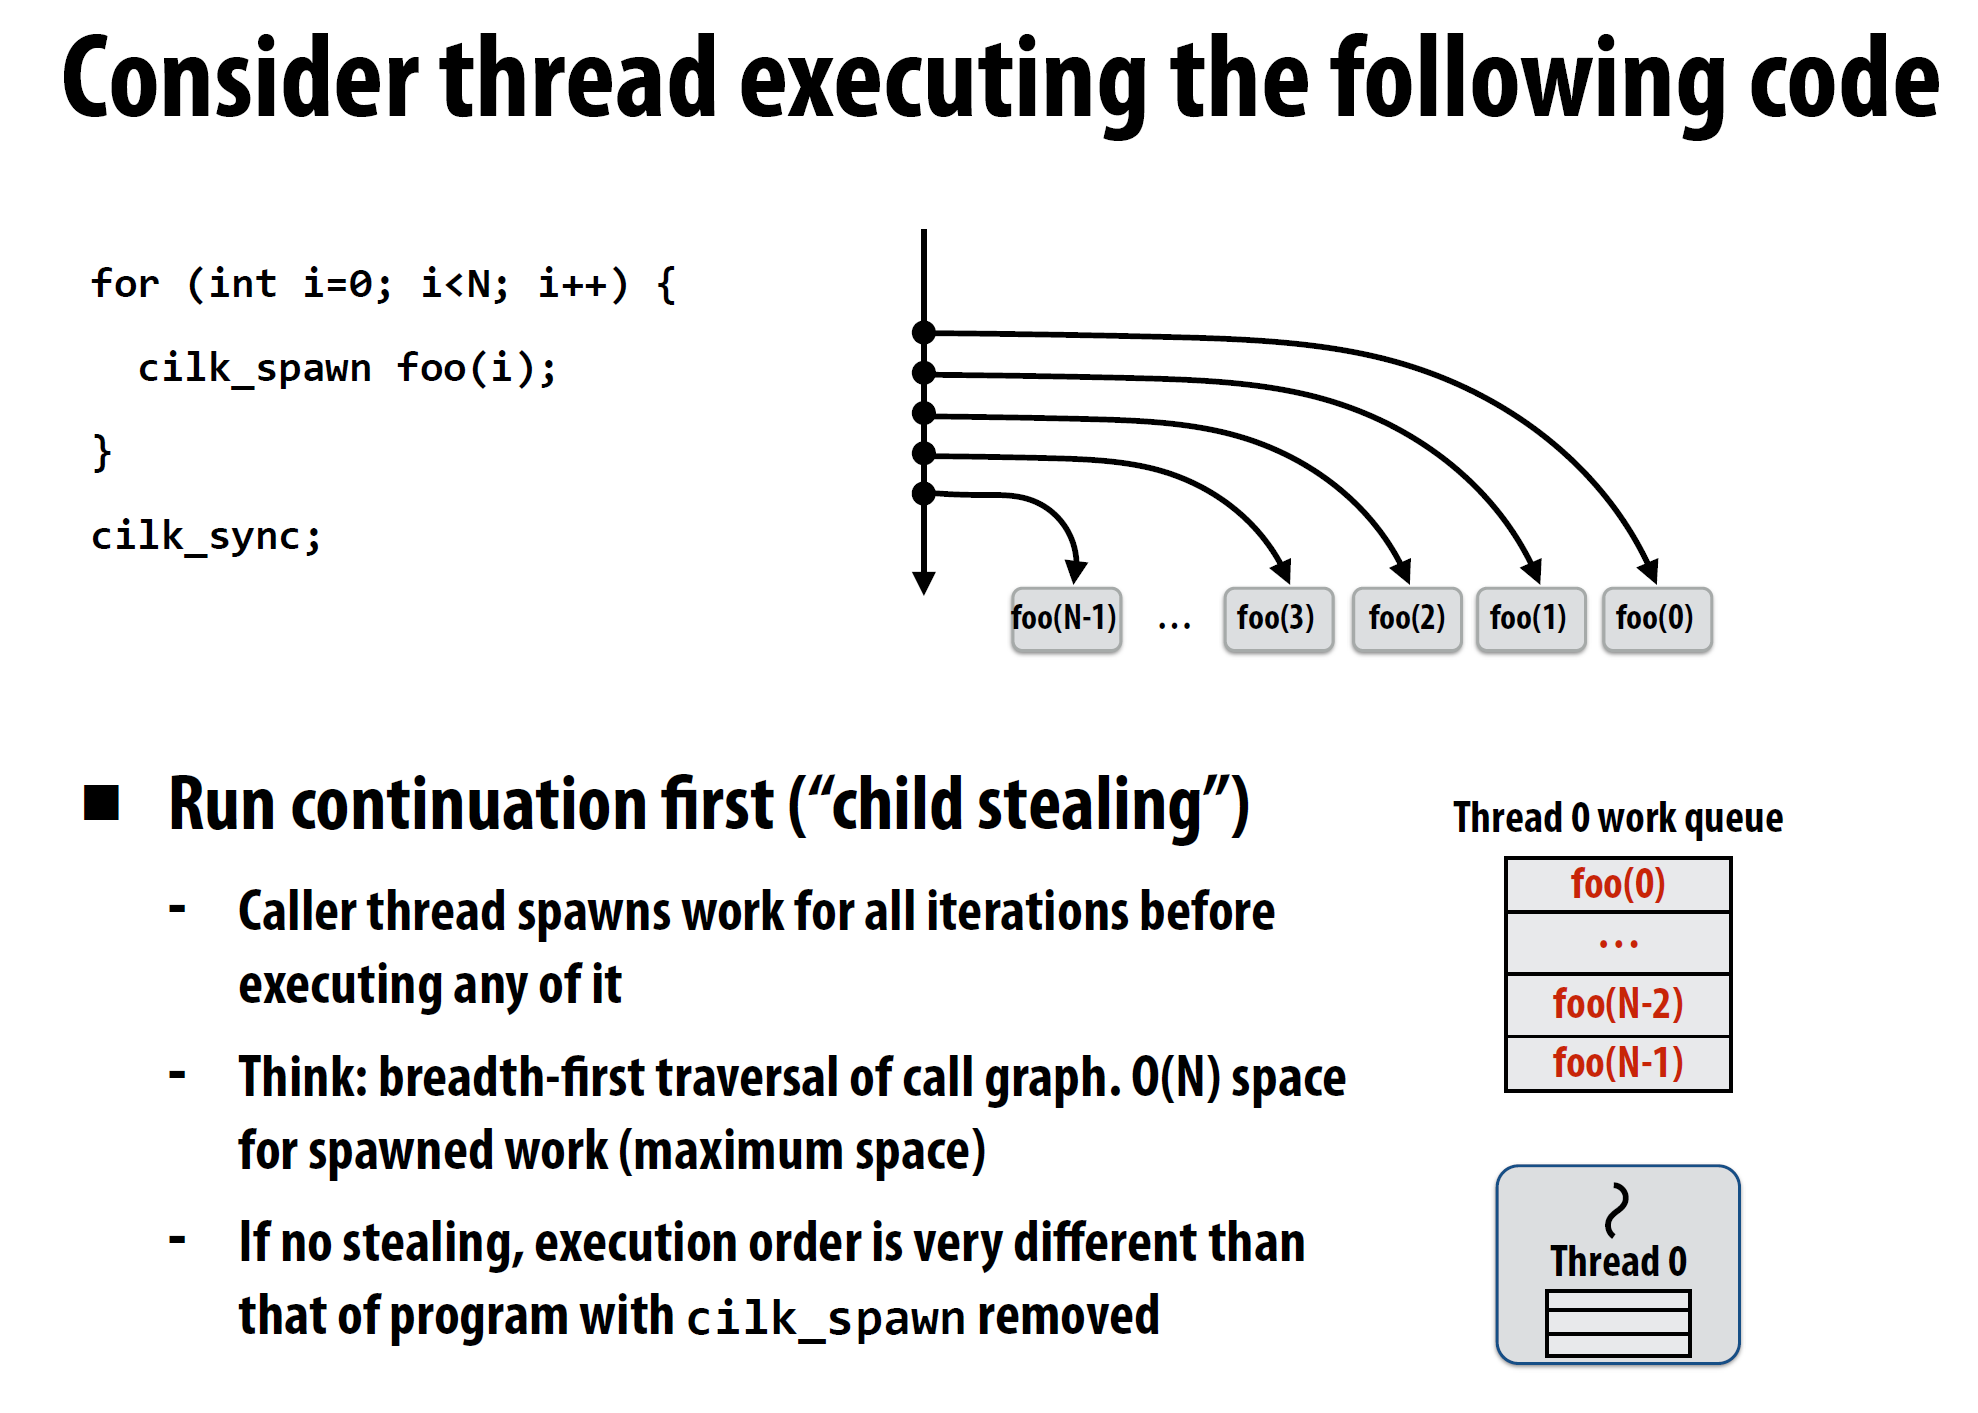 Consider thread executing the following code
for (int i=0; i<N; i++) {
cilk_spawn foo(i);
}
cilk_sync;
foo(N-1) ... foo(3) foo(2) foo(1) foo(0)
■ Run continuation first (“child stealing”)
- Caller thread spawns work for all iterations before
executing any of it
- Think: breadth-first traversal of call graph. O(N) space
for spawned work (maximum space)
- If no stealing, execution order is very different than
that of program with cilk_spawn removed
Thread 0 work queue
foo(0)
...
foo(N-2)
foo(N-1)
Thread 0